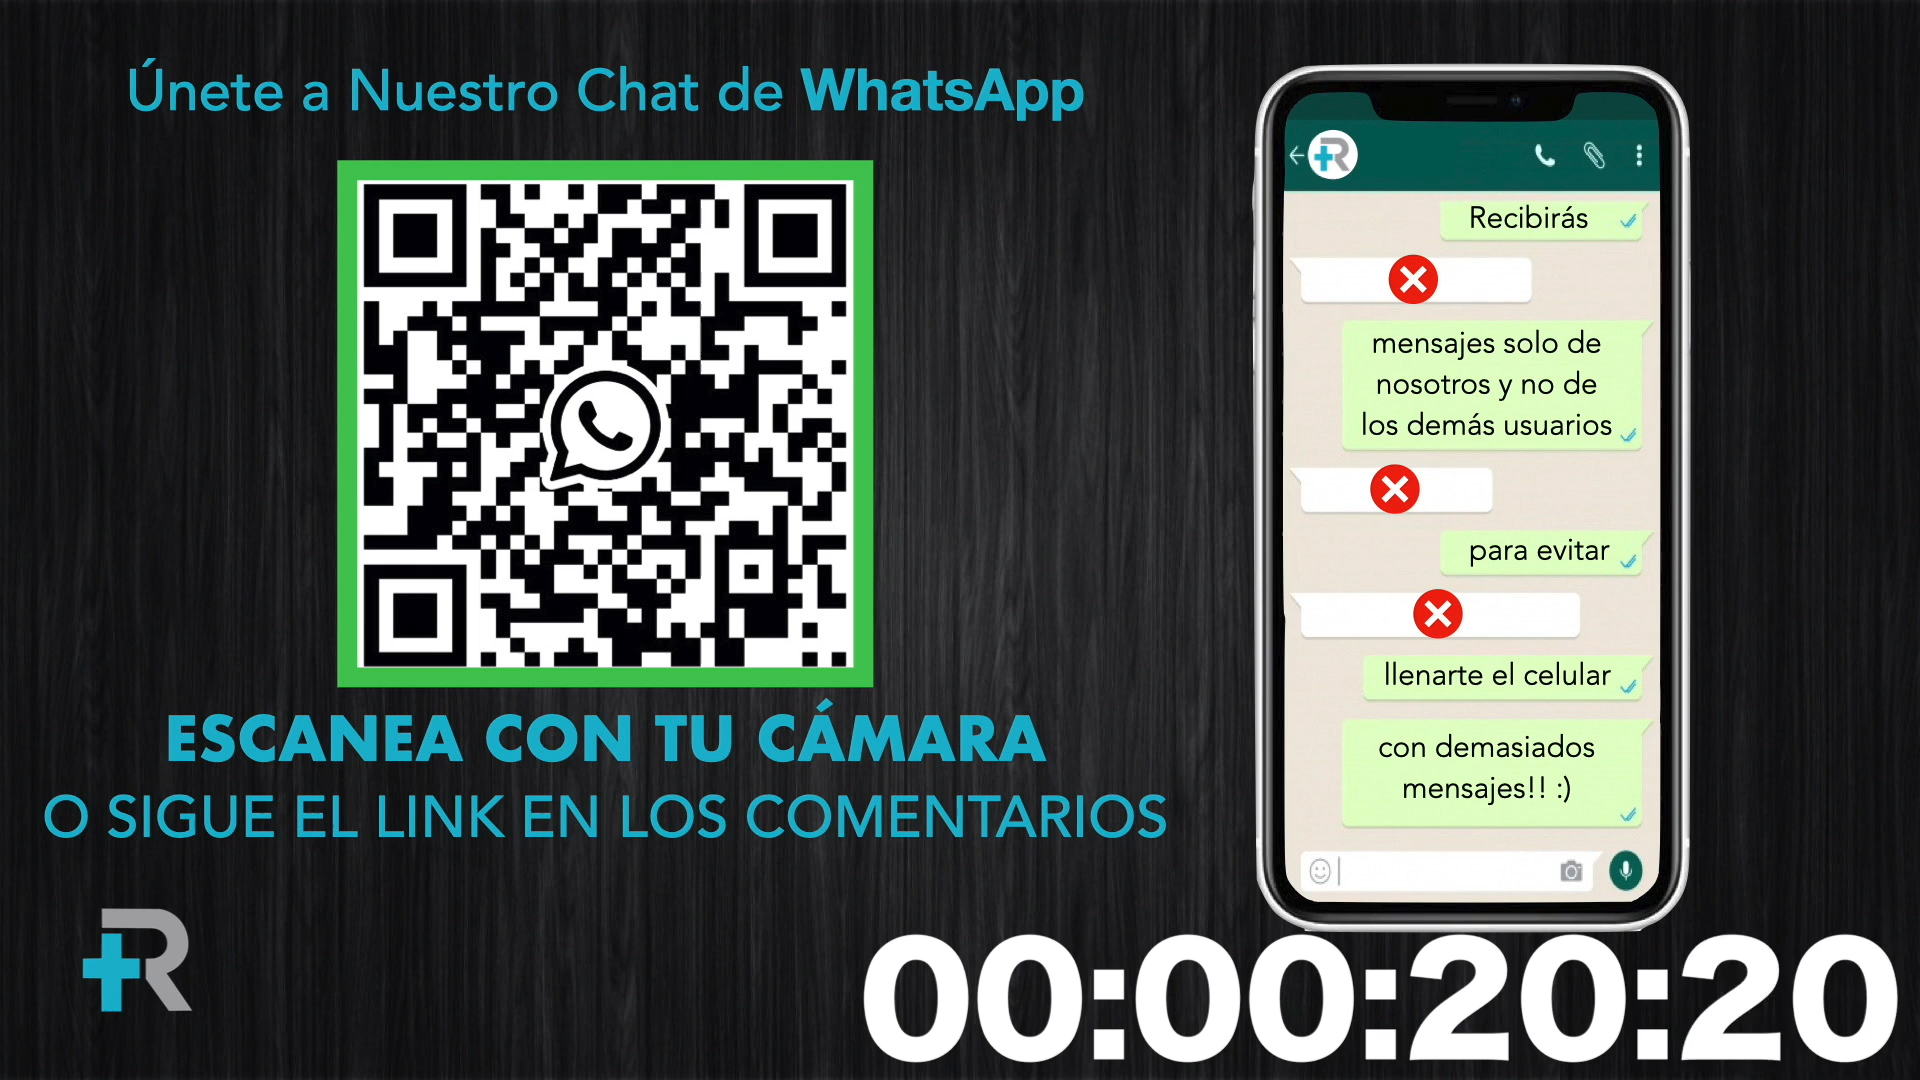 Únete a Nuestro Chat de WhatsApp
ESCANEA CON TU CÁMARA
O SIGUE EL LINK EN LOS COMENTARIOS
R
R
Recibirás
mensajes solo de
nosotros y no de
los demás usuarios
para evitar
llenarte el celular
con demasiados
mensajes!! :)
00:00:20:20